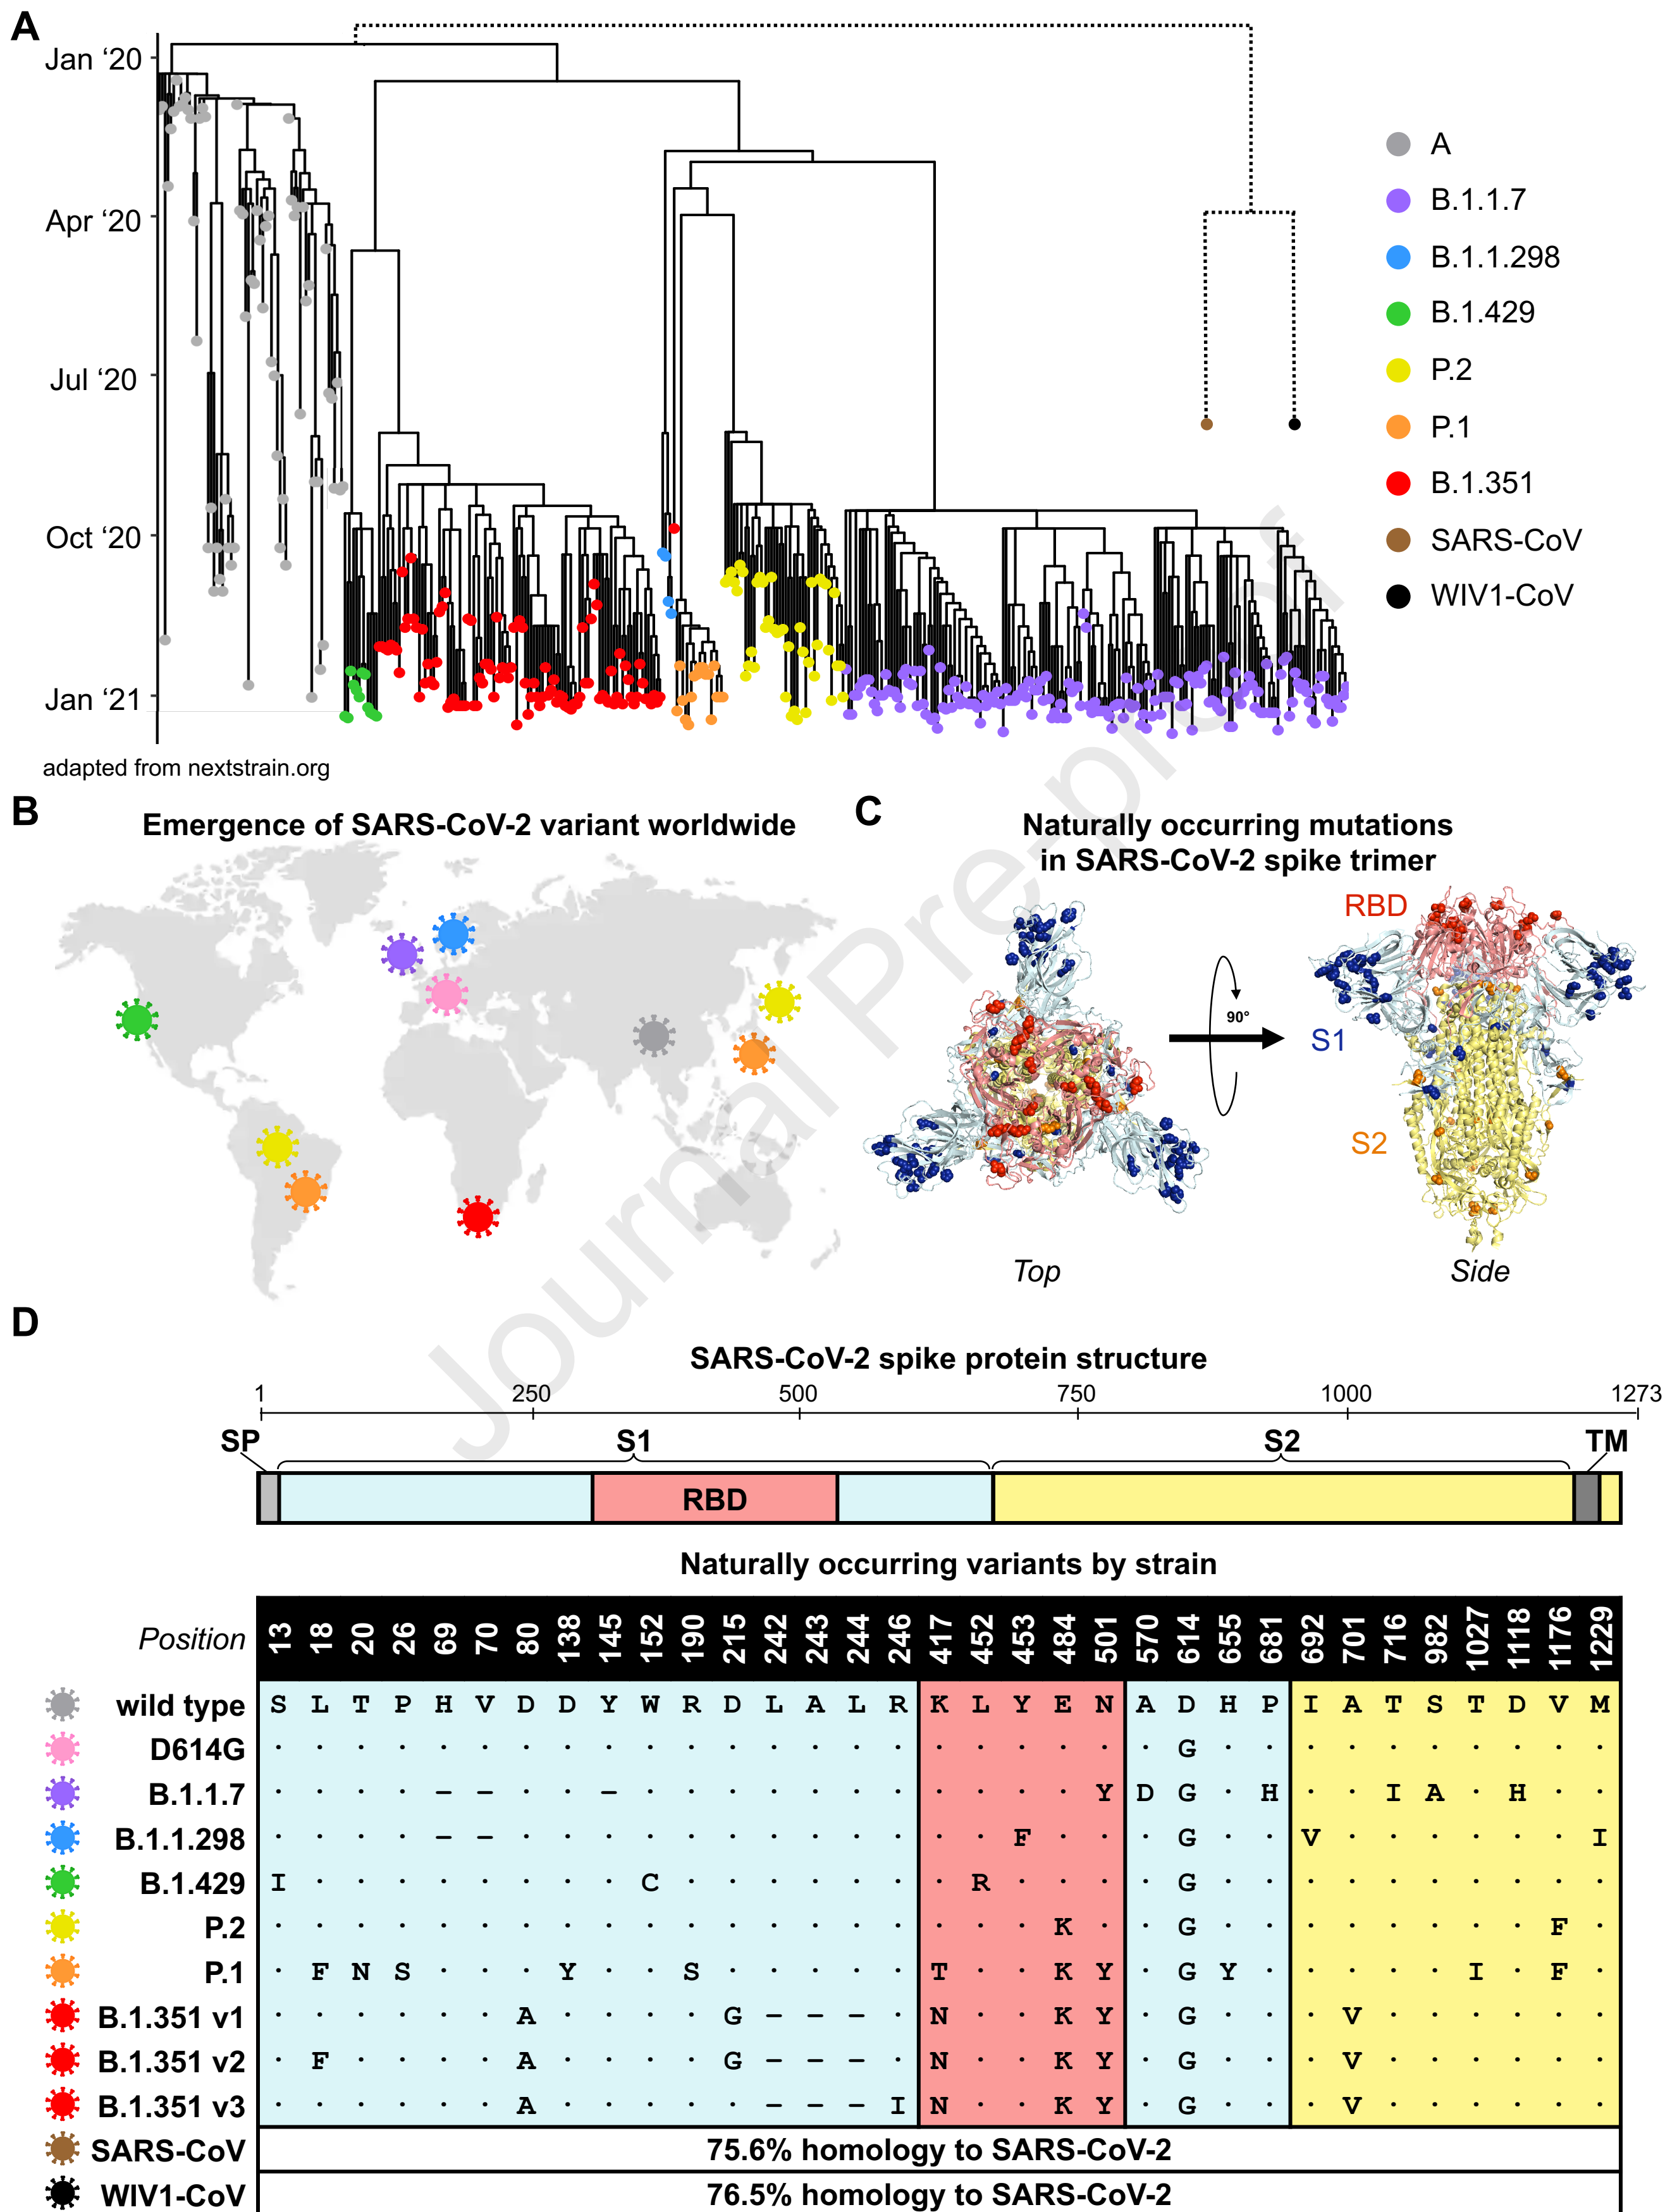 A
Jan ‘20
Apr ‘20
Jul ‘20
Oct ‘20
Jan ‘21
A
B.1.1.7
B.1.1.298
B.1.429
P.2
P.1
B.1.351
SARS-CoV
WIV1-CoV
adapted from nextstrain.org
Journal Pre-proof
B
Emergence of SARS-CoV-2 variant worldwide
C
Naturally occurring mutations
in SARS-CoV-2 spike trimer
RBD
90°
S1
S2
Top
Side
D
SARS-CoV-2 spike protein structure
1 250 500 750 1000 1273
SP S1 S2 TM
RBD
Naturally occurring variants by strain
Position 13 18 20 26 69 70 80 138 145 152 190 215 242 243 244 246 417 452 453 484 501 570 614 655 681 692 701 716 982 1027 1118 1176 1229
wild type S L T P H V D D Y W R D L A L R K L Y E N A D H P I A T S T D V M
D614G · · · · · · · · · · · · · · · · · · · · · · G · · · · · · · · · ·
B.1.1.7 · · · · – – · · – · · · · · · · · · · · Y D G · H · · I A · H · ·
B.1.1.298 · · · · – – · · · · · · · · · · · · F · · · G · · V · · · · · · I
B.1.429 I · · · · · · · · C · · · · · · · R · · · · G · · · · · · · · · ·
P.2 · · · · · · · · · · · · · · · · · · · K · · G · · · · · · · · F ·
P.1 · F N S · · · Y · · S · · · · · T · · K Y · G Y · · · · · I · F ·
B.1.351 v1 · · · · · · A · · · · G – – – · N · · K Y · G · · · V · · · · · ·
B.1.351 v2 · F · · · · A · · · · G – – – · N · · K Y · G · · · V · · · · · ·
B.1.351 v3 · · · · · · A · · · · · – – – I N · · K Y · G · · · V · · · · · ·
SARS-CoV 75.6% homology to SARS-CoV-2
WIV1-CoV 76.5% homology to SARS-CoV-2